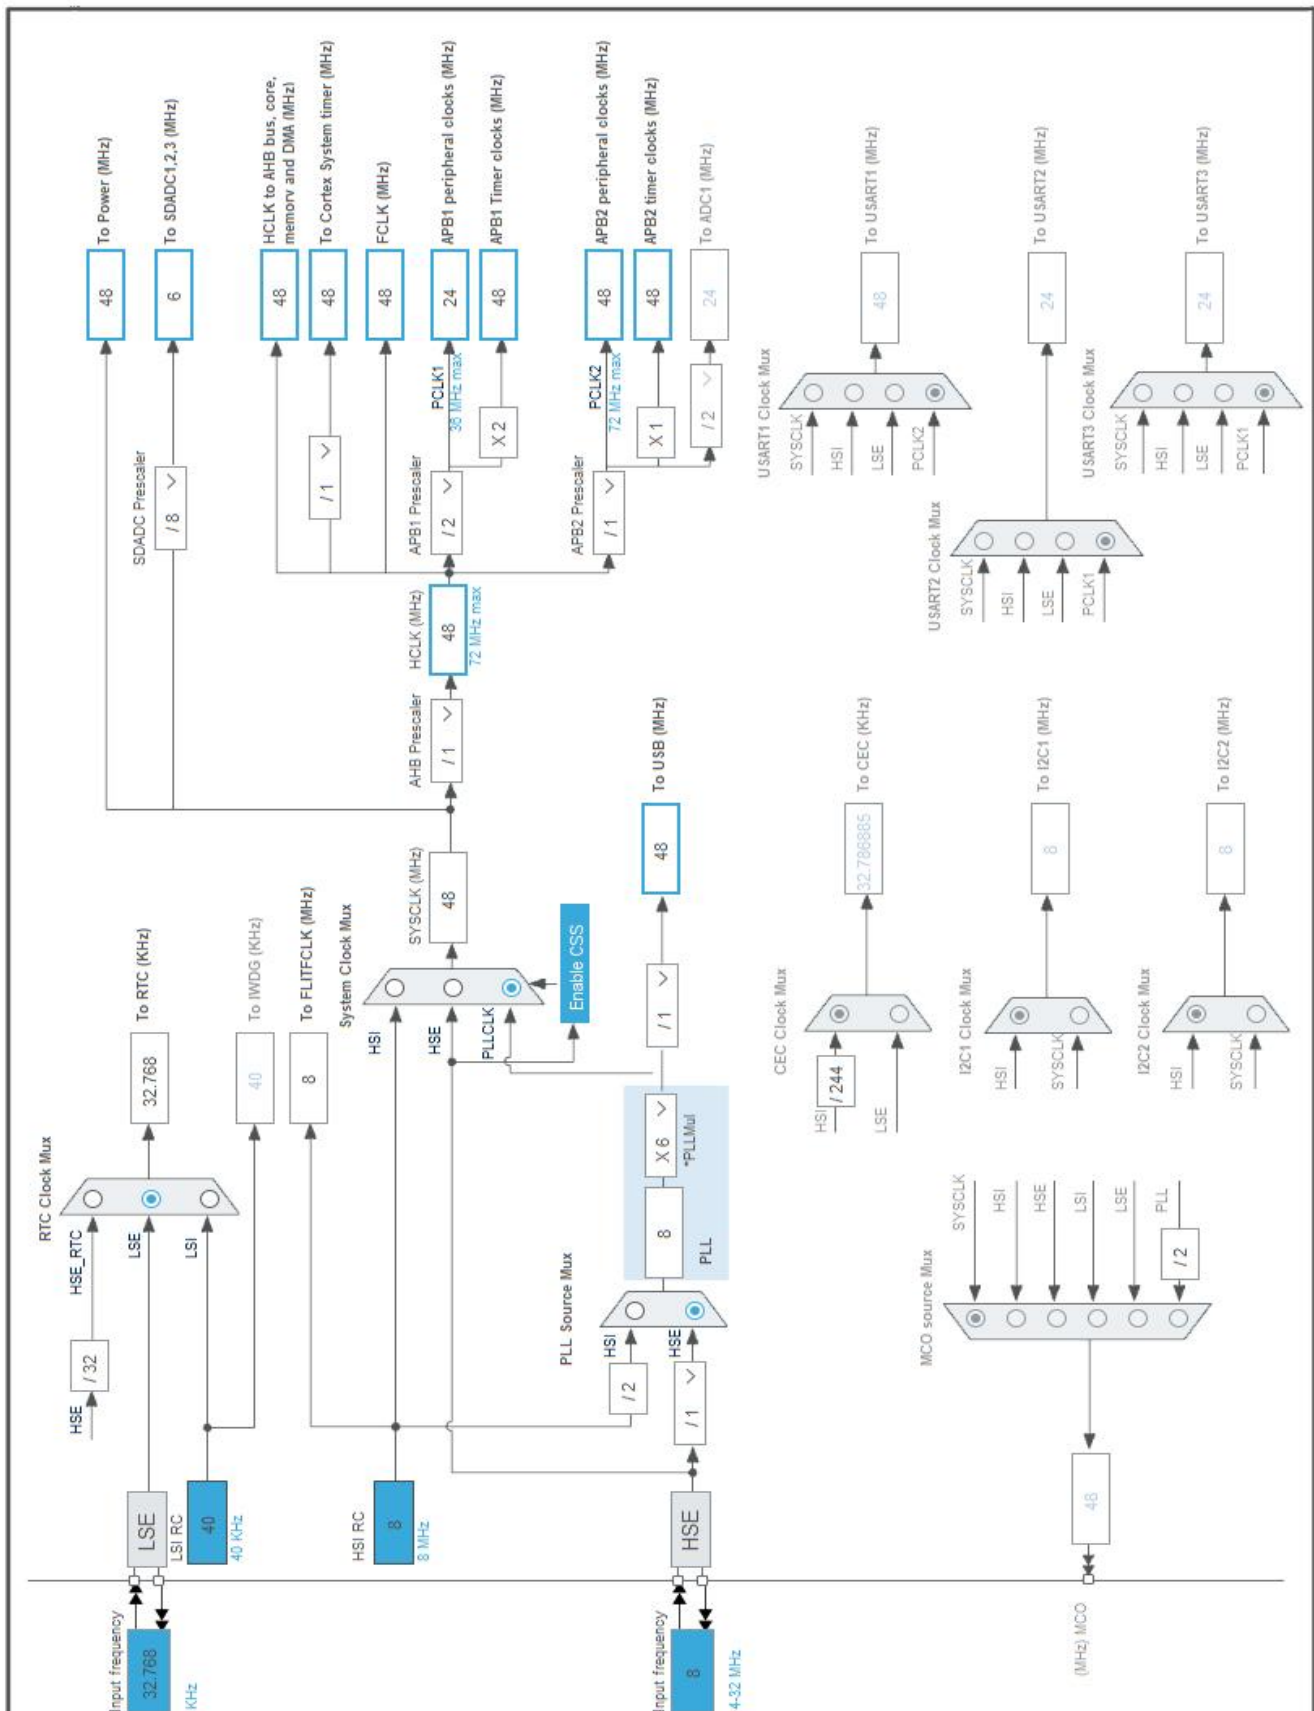 Input frequency
32.768
KHz
LSE
LSI RC
40
40 KHz
HSE
/ 32
HSE_RTC
LSE
LSI
RTC Clock Mux
32.768
To RTC (KHz)
40
To IWDG (KHz)
HSI RC
8
8 MHz
8
To FLITFCLK (MHz)
System Clock Mux
HSI
HSE
PLLCLK
Enable CSS
SYSCLK (MHz)
48
AHB Prescaler
/ 1
HCLK (MHz)
48
72 MHz max
48
To Power (MHz)
SDADC Prescaler
/ 8
6
To SDADC1,2,3 (MHz)
48
HCLK to AHB bus, core,
memory and DMA (MHz)
/ 1
48
To Cortex System timer (MHz)
48
FCLK (MHz)
APB1 Prescaler
/ 2
PCLK1
36 MHz max
24
APB1 peripheral clocks (MHz)
X 2
48
APB1 Timer clocks (MHz)
APB2 Prescaler
/ 1
PCLK2
72 MHz max
48
APB2 peripheral clocks (MHz)
X 1
48
APB2 timer clocks (MHz)
/ 2
24
To ADC1 (MHz)
Input frequency
8
4-32 MHz
HSE
PLL Source Mux
/ 2
HSI
/ 1
HSE
8
X 6
*PLLMul
PLL
/ 1
48
To USB (MHz)
USART1 Clock Mux
SYSCLK
HSI
LSE
PCLK2
48
To USART1 (MHz)
USART2 Clock Mux
SYSCLK
HSI
LSE
PCLK1
24
To USART2 (MHz)
USART3 Clock Mux
SYSCLK
HSI
LSE
PCLK1
24
To USART3 (MHz)
CEC Clock Mux
HSI
/ 244
LSE
32.786885
To CEC (KHz)
I2C1 Clock Mux
HSI
SYSCLK
8
To I2C1 (MHz)
I2C2 Clock Mux
HSI
SYSCLK
8
To I2C2 (MHz)
MCO source Mux
SYSCLK
HSI
HSE
LSI
LSE
PLL
/ 2
48
(MHz) MCO